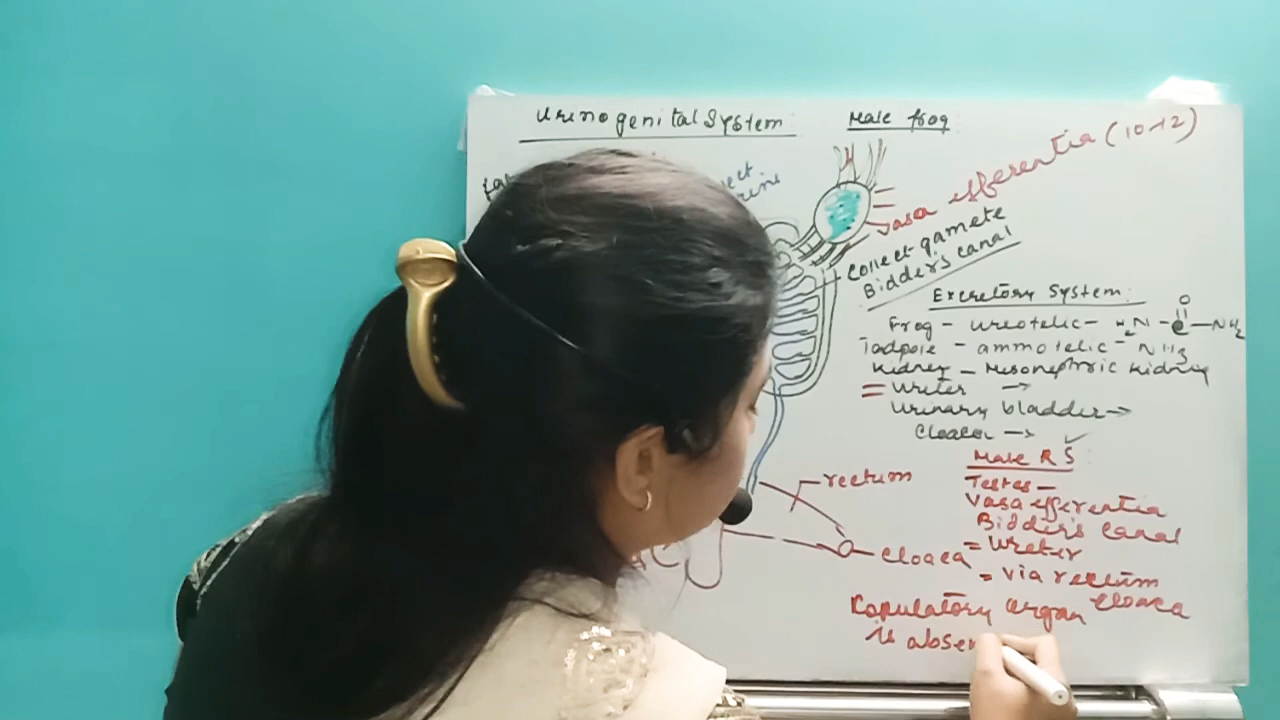 Urinogenital System
Male frog
Vasa efferentia (10-12)
Collect gamete
Bidder's canal
Excretory System
Frog - ureotelic - H2N - C - NH2
O
Tadpole - ammotelic - NH3
Kidney - Mesonephric kidney
= Ureter →
Urinary bladder →
Cloaca →
Male R S ✓
Testes -
Vasa efferentia
Bidder's canal
= Ureter
= via rectum
cloaca
rectum
Cloaca
Copulatory organ
is absen